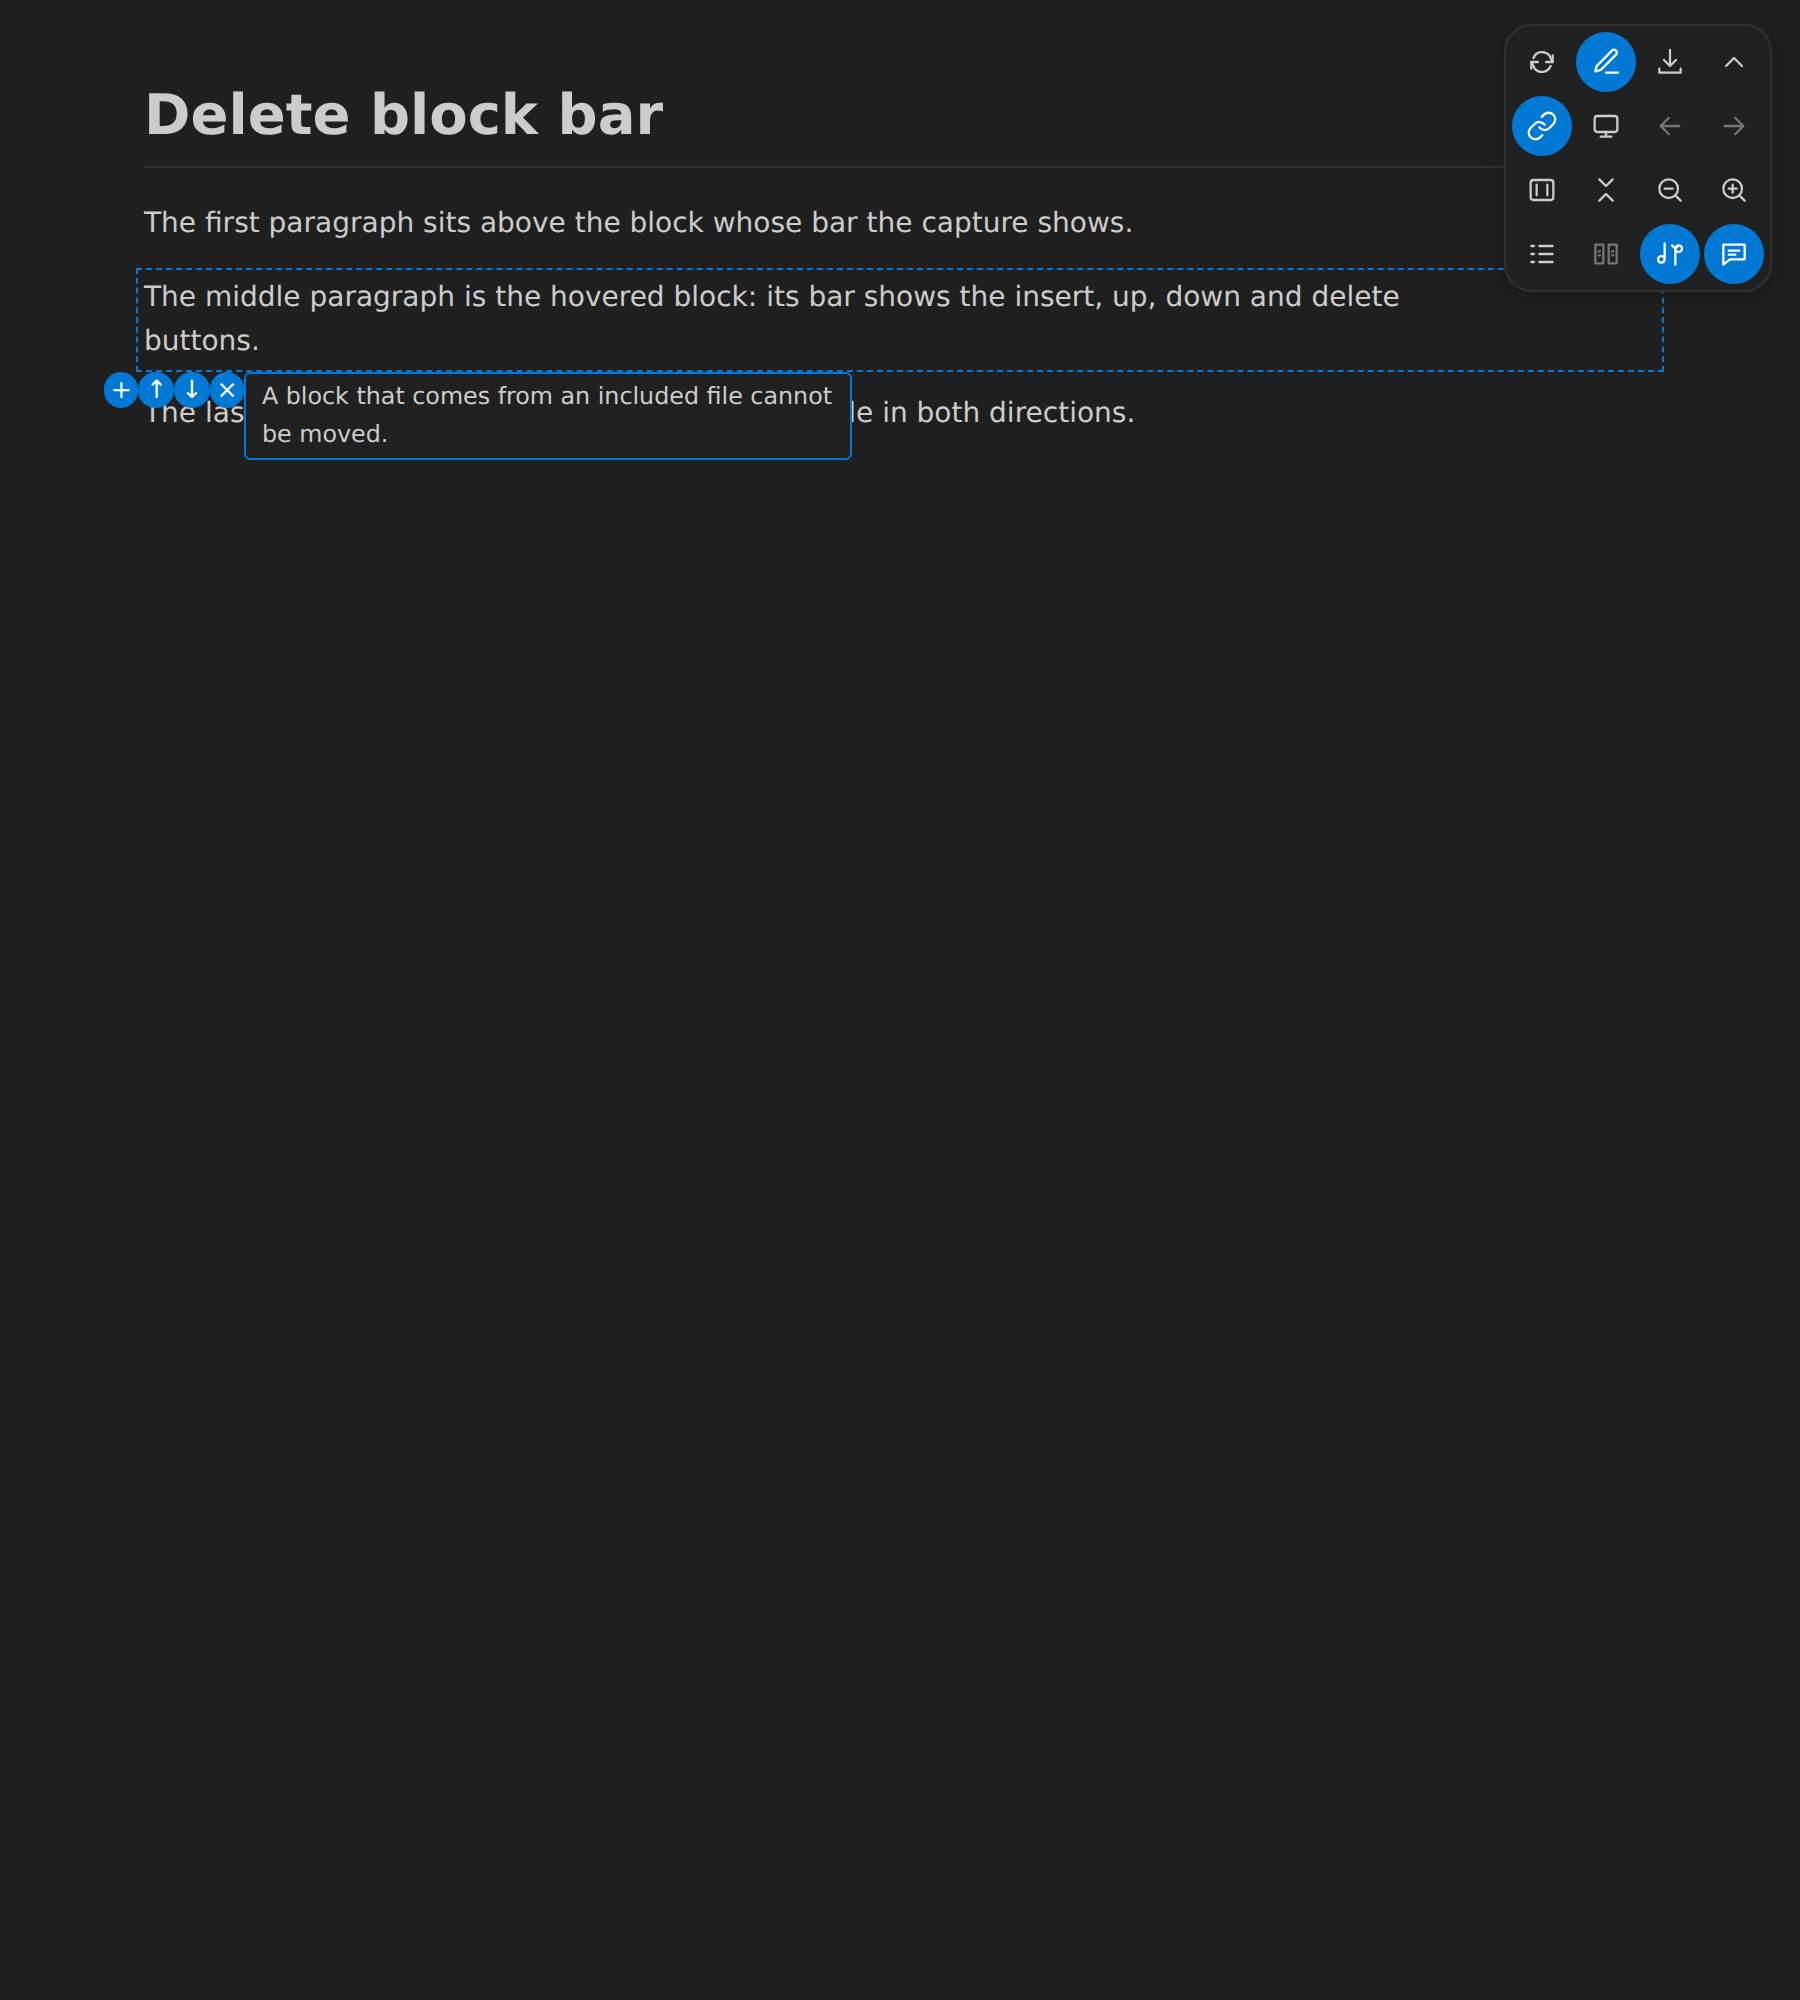 Delete block bar
The first paragraph sits above the block whose bar the capture shows.
The middle paragraph is the hovered block: its bar shows the insert, up, down and delete
buttons.
A block that comes from an included file cannot
be moved.
The in both directions.